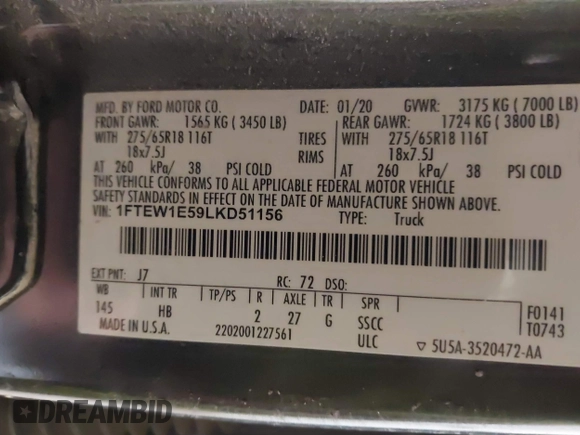 MFD. BY FORD MOTOR CO.
DATE: 01/20 GVWR: 3175 KG ( 7000 LB)
FRONT GAWR: 1565 KG ( 3450 LB) REAR GAWR: 1724 KG ( 3800 LB)
WITH 275/65R18 116T TIRES WITH 275/65R18 116T
18x7.5J RIMS 18x7.5J
AT 260 kPa/ 38 PSI COLD AT 260 kPa/ 38 PSI COLD
THIS VEHICLE CONFORMS TO ALL APPLICABLE FEDERAL MOTOR VEHICLE
SAFETY STANDARDS IN EFFECT ON THE DATE OF MANUFACTURE SHOWN ABOVE.
VIN: 1FTEW1E59LKD51156 TYPE: Truck
EXT PNT: J7 RC: 72 DSO:
WB INT TR TP/PS R AXLE TR SPR F0141
145 HB 2 27 G SSCC T0743
MADE IN U.S.A. 2202001227561 ULC ▽ 5U5A-3520472-AA
DREAMBID